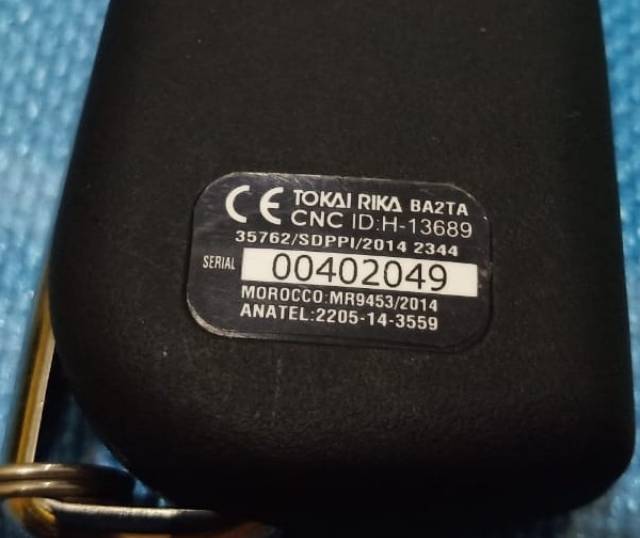 CE TOKAI RIKA BA2TA
CNC ID:H-13689
35762/SDPPI/2014 2344
SERIAL 00402049
MOROCCO:MR9453/2014
ANATEL:2205-14-3559